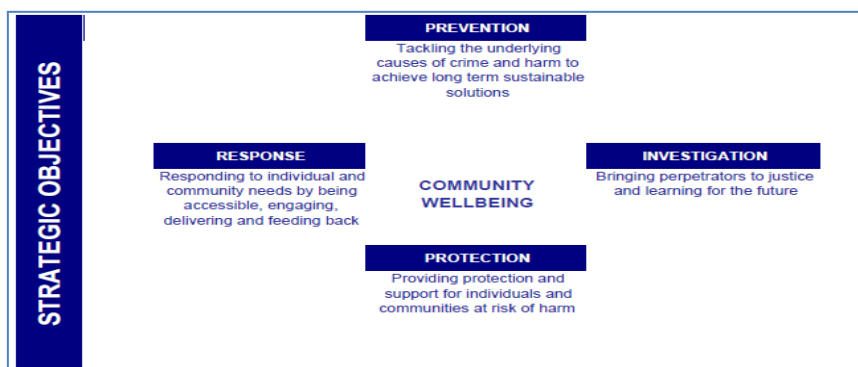 STRATEGIC OBJECTIVES
PREVENTION
Tackling the underlying
causes of crime and harm to
achieve long term sustainable
solutions
RESPONSE
Responding to individual and
community needs by being
accessible, engaging,
delivering and feeding back
COMMUNITY
WELLBEING
INVESTIGATION
Bringing perpetrators to justice
and learning for the future
PROTECTION
Providing protection and
support for individuals and
communities at risk of harm